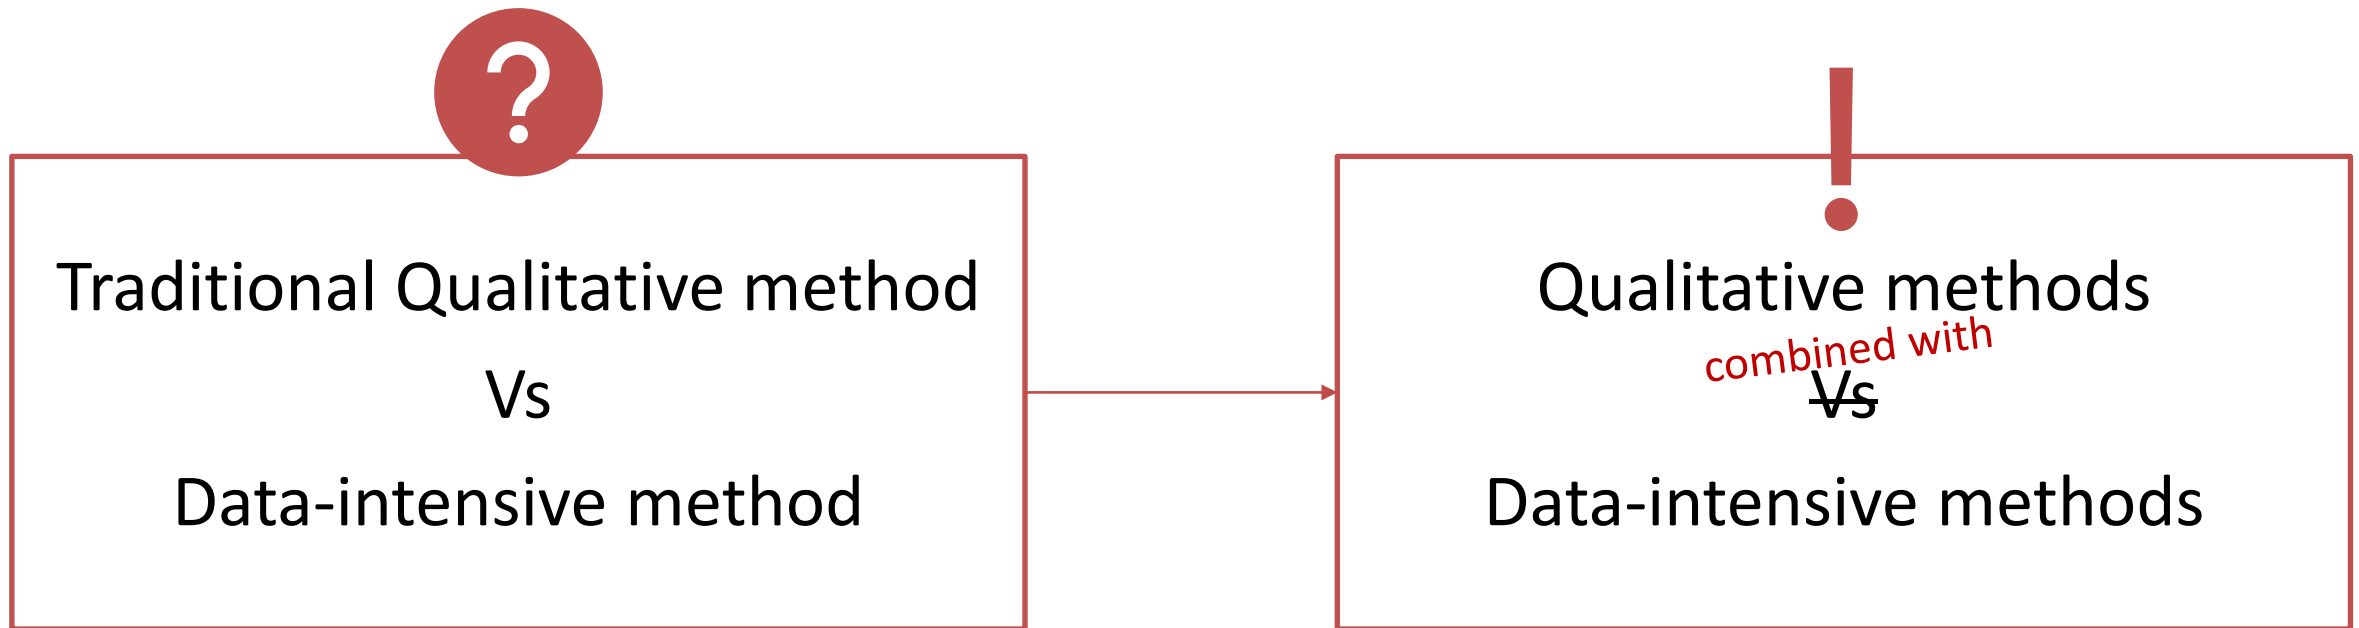 ?
Traditional Qualitative method
Vs
Data-intensive method
!
Qualitative methods
combined with
Vs
Data-intensive methods